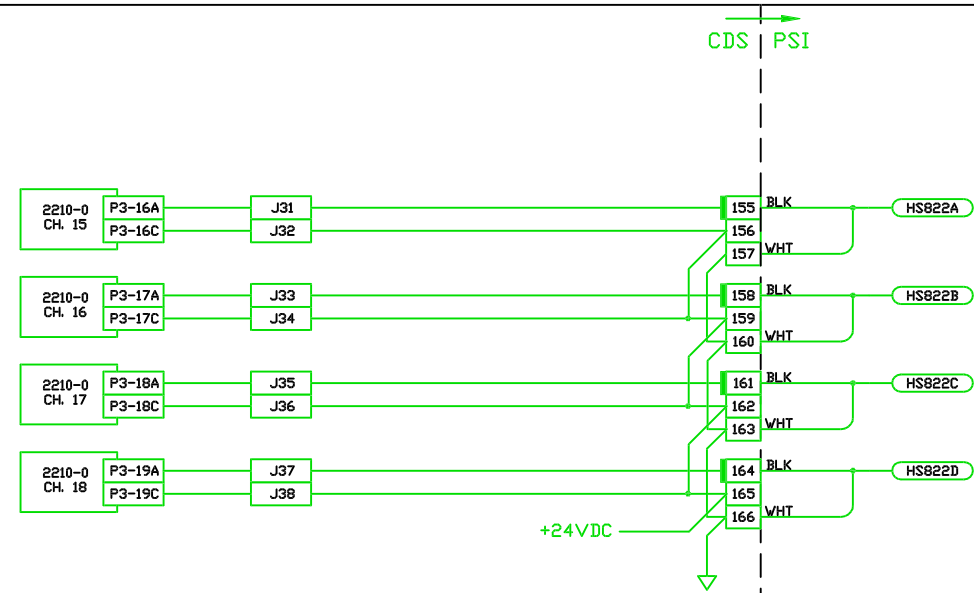 CDS PSI
2210-0
CH. 15
P3-16A
P3-16C
J31
J32
155
156
157
BLK
WHT
HS822A
2210-0
CH. 16
P3-17A
P3-17C
J33
J34
158
159
160
BLK
WHT
HS822B
2210-0
CH. 17
P3-18A
P3-18C
J35
J36
161
162
163
BLK
WHT
HS822C
2210-0
CH. 18
P3-19A
P3-19C
J37
J38
164
165
166
BLK
WHT
HS822D
+24VDC